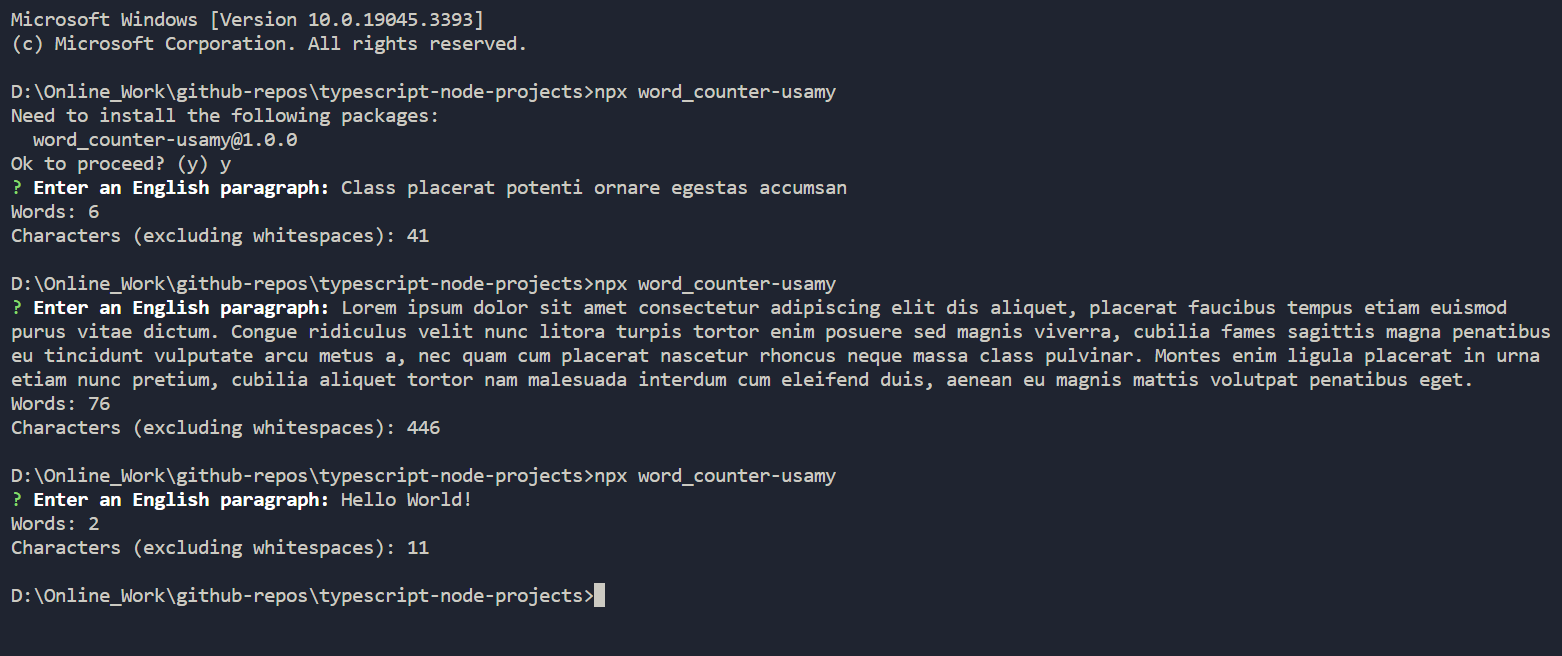 Microsoft Windows [Version 10.0.19045.3393]
(c) Microsoft Corporation. All rights reserved.
D:\Online_Work\github-repos\typescript-node-projects>npx word_counter-usamy
Need to install the following packages:
  word_counter-usamy@1.0.0
Ok to proceed? (y) y
? Enter an English paragraph: Class placerat potenti ornare egestas accumsan
Words: 6
Characters (excluding whitespaces): 41
D:\Online_Work\github-repos\typescript-node-projects>npx word_counter-usamy
? Enter an English paragraph: Lorem ipsum dolor sit amet consectetur adipiscing elit dis aliquet, placerat faucibus tempus etiam euismod
purus vitae dictum. Congue ridiculus velit nunc litora turpis tortor enim posuere sed magnis viverra, cubilia fames sagittis magna penatibus
eu tincidunt vulputate arcu metus a, nec quam cum placerat nascetur rhoncus neque massa class pulvinar. Montes enim ligula placerat in urna
etiam nunc pretium, cubilia aliquet tortor nam malesuada interdum cum eleifend duis, aenean eu magnis mattis volutpat penatibus eget.
Words: 76
Characters (excluding whitespaces): 446
D:\Online_Work\github-repos\typescript-node-projects>npx word_counter-usamy
? Enter an English paragraph: Hello World!
Words: 2
Characters (excluding whitespaces): 11
D:\Online_Work\github-repos\typescript-node-projects>